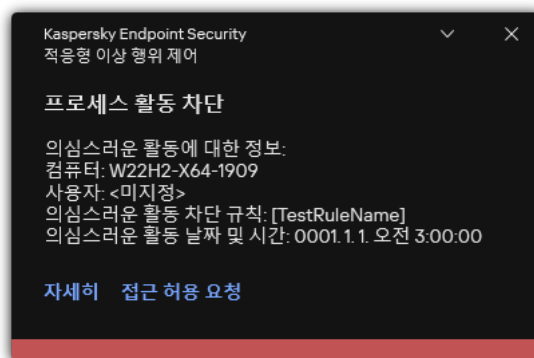 Kaspersky Endpoint Security
적응형 이상 행위 제어
프로세스 활동 차단
의심스러운 활동에 대한 정보:
컴퓨터: W22H2-X64-1909
사용자: <미지정>
의심스러운 활동 차단 규칙: [TestRuleName]
의심스러운 활동 날짜 및 시간: 0001. 1. 1. 오전 3:00:00
자세히 접근 허용 요청